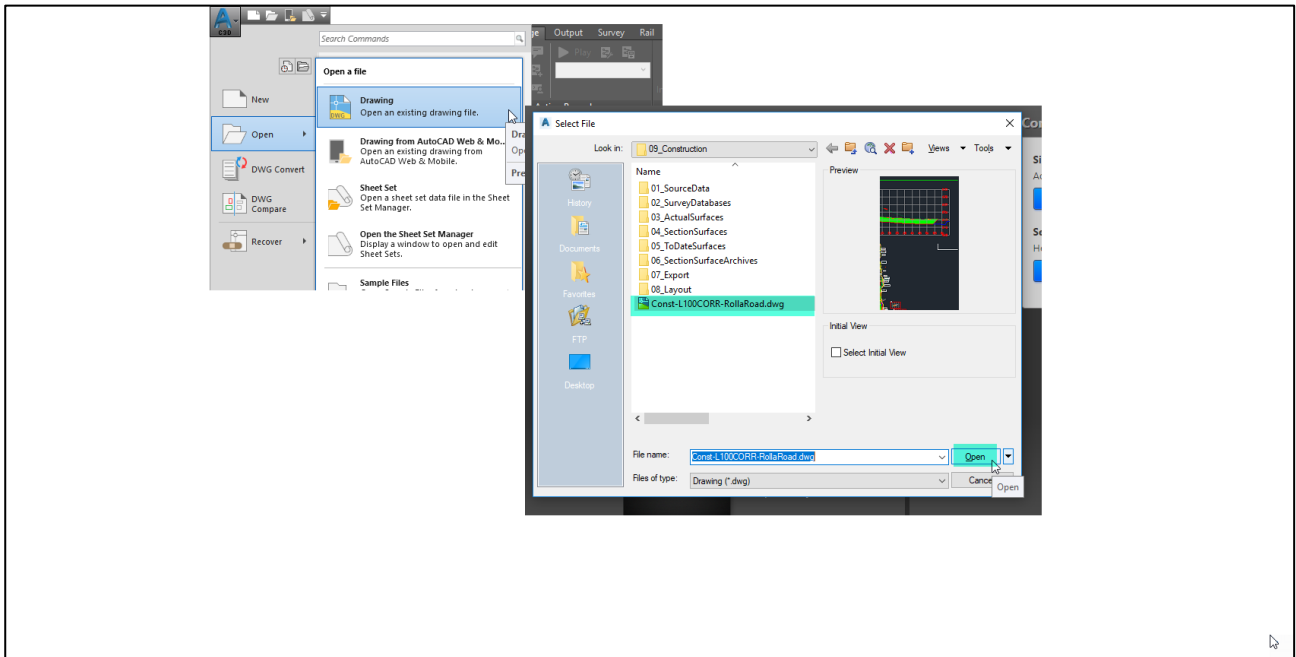 C3D
Search Commands
Open a file
New
Open
DWG Convert
DWG
Compare
Recover
DWG
Drawing
Open an existing drawing file.
Drawing from AutoCAD Web & Mo...
Open an existing drawing from
AutoCAD Web & Mobile.
Sheet Set
Open a sheet set data file in the Sheet
Set Manager.
Open the Sheet Set Manager
Display a window to open and edit
Sheet Sets.
Sample Files
Output Survey Rail
Play
Select File
Look in: 09_Construction
Views Tools
History
Documents
Favorites
FTP
Desktop
Name
01_SourceData
02_SurveyDatabases
03_ActualSurfaces
04_SectionSurfaces
05_ToDateSurfaces
06_SectionSurfaceArchives
07_Export
08_Layout
Const-L100CORR-RollaRoad.dwg
Preview
Initial View
Select Initial View
File name: Const-L100CORR-RollaRoad.dwg Open
Files of type: Drawing (*.dwg) Cance
Open